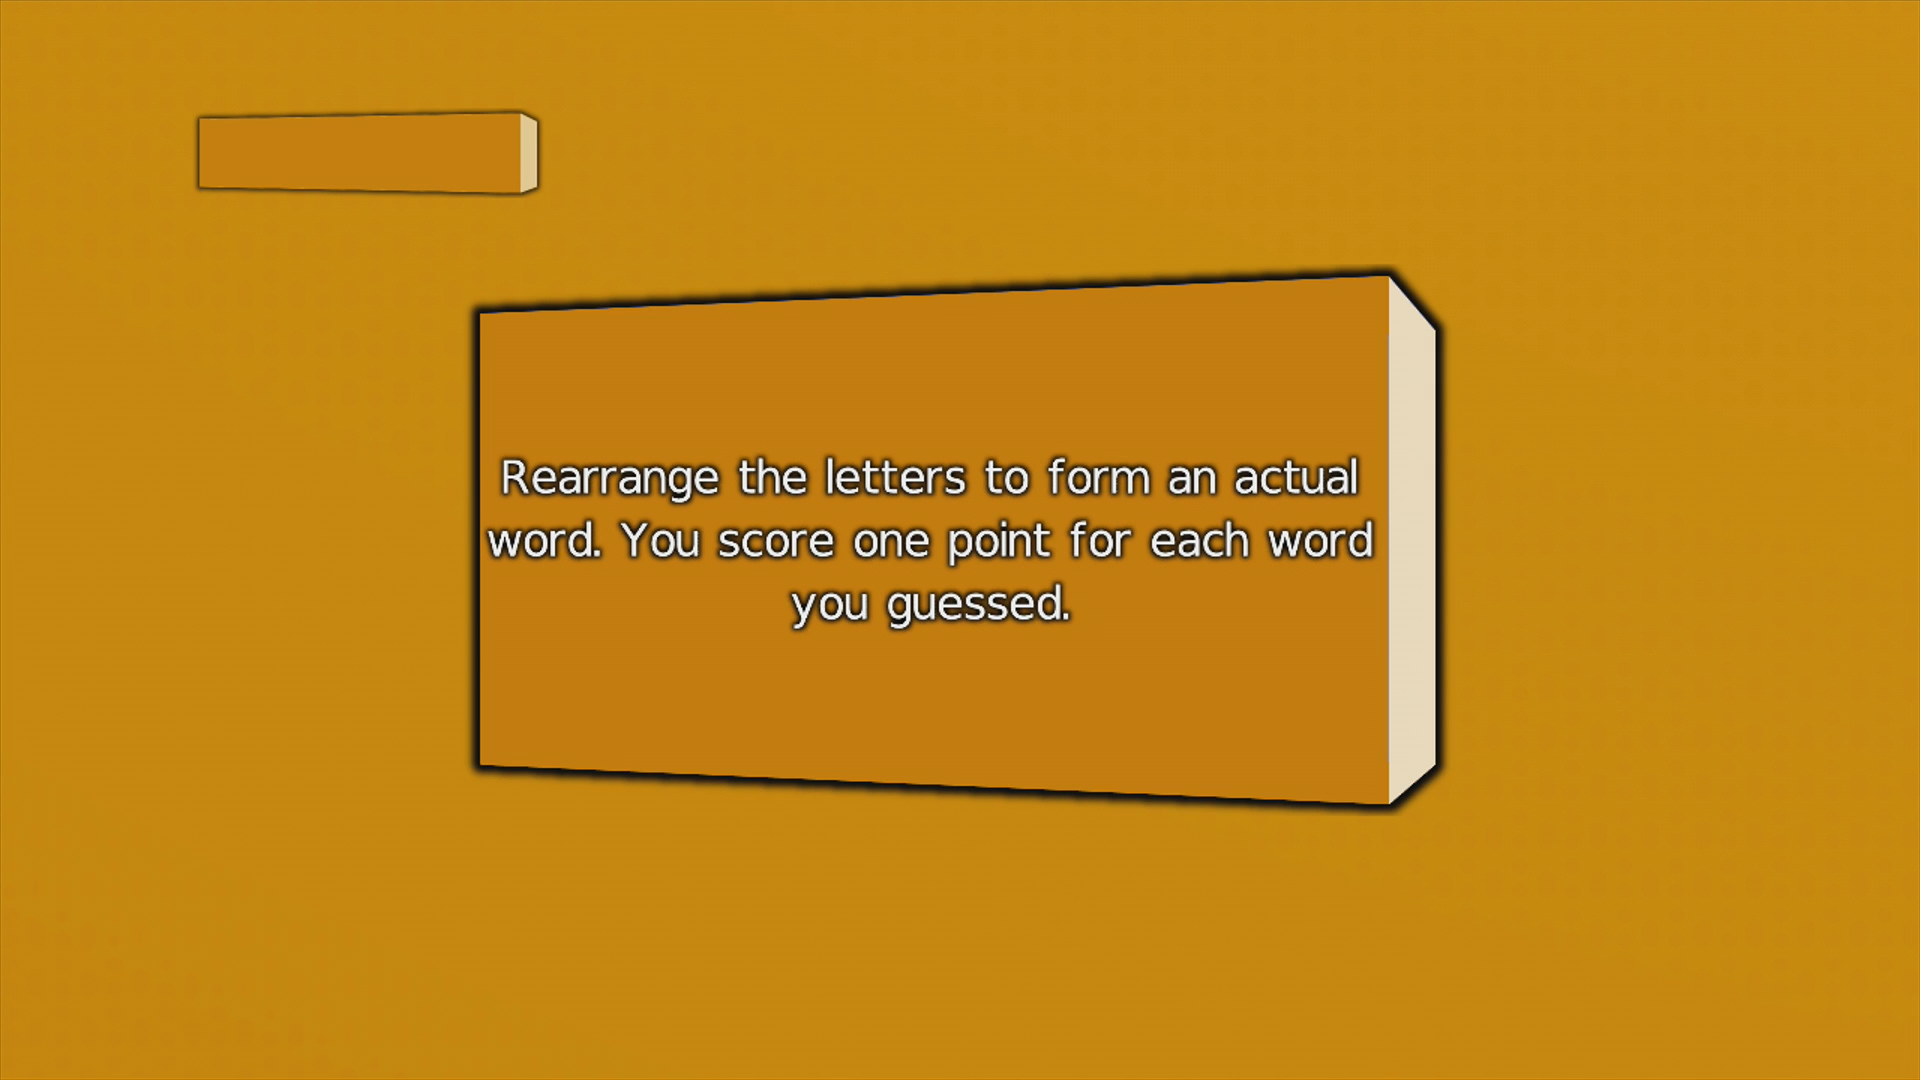 Rearrange the letters to form an actual
word. You score one point for each word
you guessed.